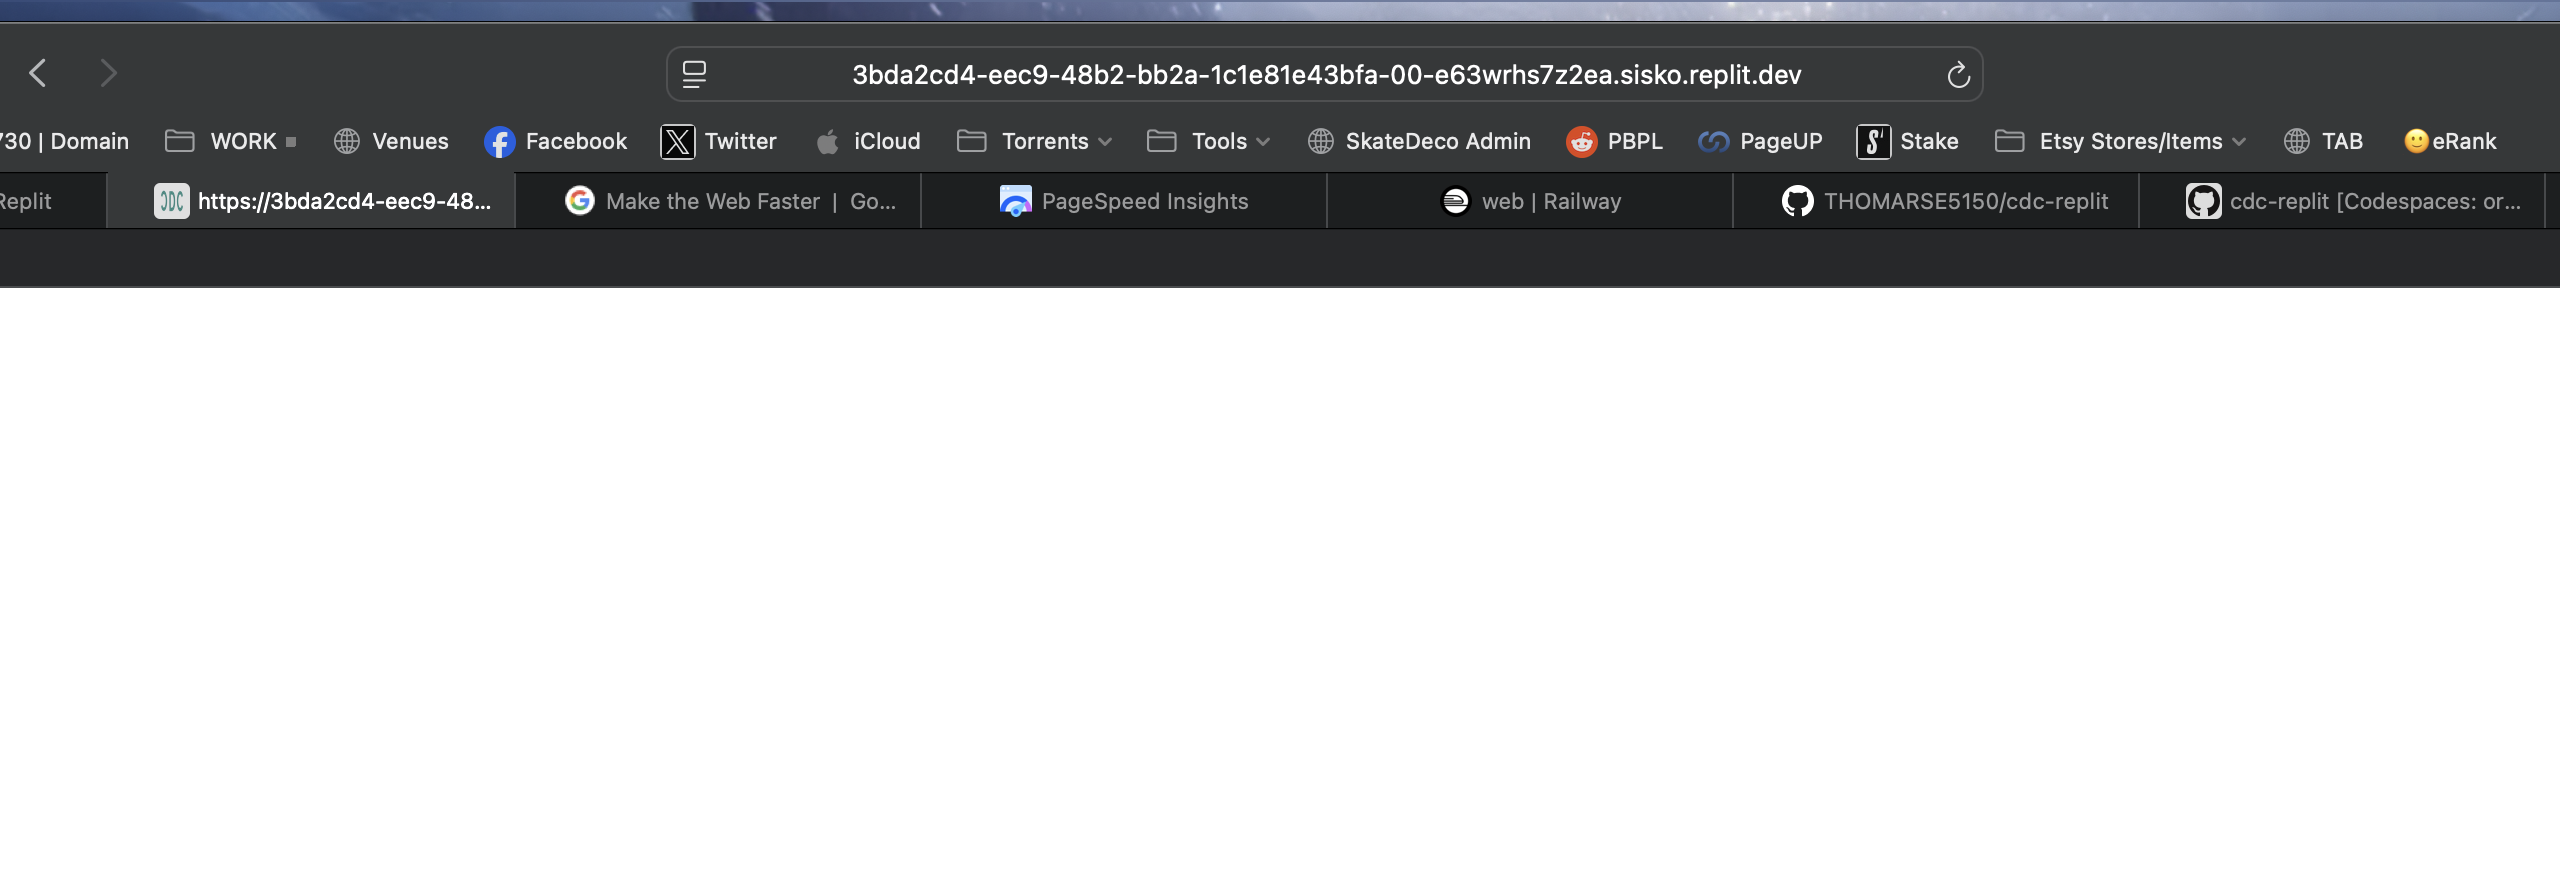 3bda2cd4-eec9-48b2-bb2a-1c1e81e43bfa-00-e63wrhs7z2ea.sisko.replit.dev
730 | Domain WORK Venues Facebook Twitter iCloud Torrents Tools SkateDeco Admin PBPL PageUP Stake Etsy Stores/Items TAB eRank
Replit https://3bda2cd4-eec9-48... Make the Web Faster | Go... PageSpeed Insights web | Railway THOMARSE5150/cdc-replit cdc-replit [Codespaces: or...